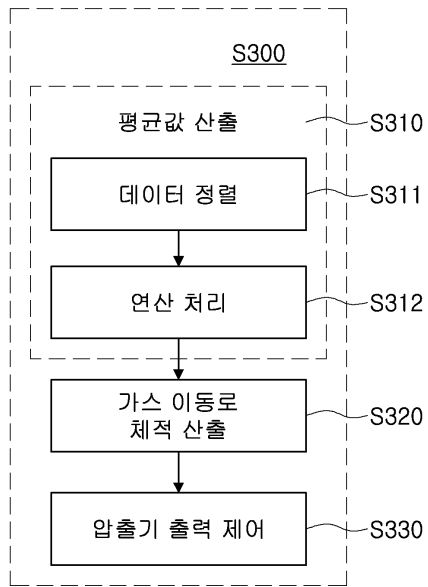 S300
평균값 산출
S310
데이터 정렬
S311
연산 처리
S312
가스 이동로
체적 산출
S320
압출기 출력 제어
S330